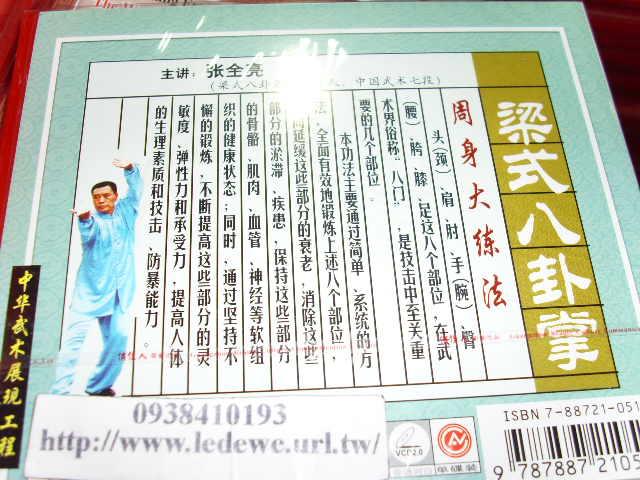 主讲：张全亮
(梁式八卦 人、中国武术七段)
梁式八卦掌
周身大练法
头(颈)、肩、肘、手(腕)、臀
(腰)、胯、膝、足这八个部位，在武
术界俗称“八门”，是技击中至关重
要的几个部位。
本功法主要通过简单、系统的方
法，全面有效地锻炼上述八个部位，
而延缓这些部分的衰老，消除这些
部分的淤滞、疾患，保持这些部分
的骨骼、肌肉、血管、神经等软组
织的健康状态；同时，通过坚持不
懈的锻炼，不断提高这些部分的灵
敏度、弹性力和承受力，提高人体
的生理素质和技击、防暴能力。
中华武术展现工程
0938410193
http://www.ledewe.url.tw/
VCD2.0
ISBN 7-88721-051
9 787887 2105